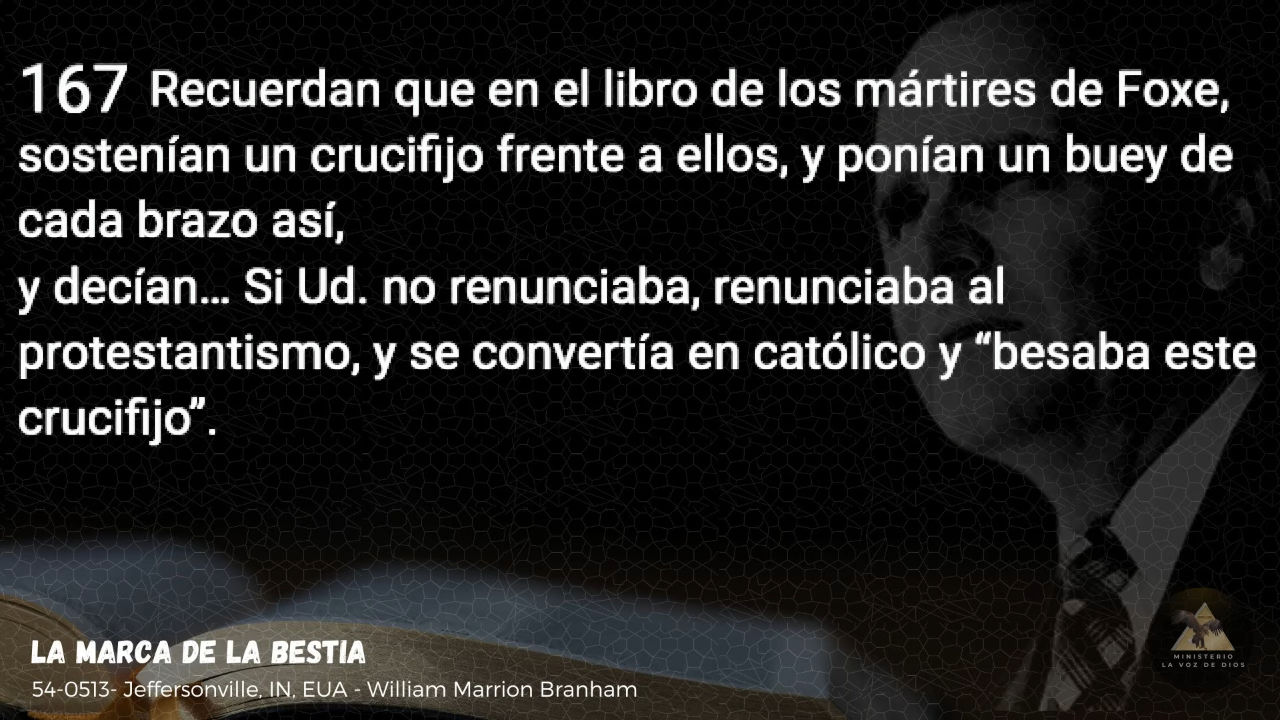 167 Recuerdan que en el libro de los mártires de Foxe,
sostenían un crucifijo frente a ellos, y ponían un buey de
cada brazo así,
y decían… Si Ud. no renunciaba, renunciaba al
protestantismo, y se convertía en católico y “besaba este
crucifijo”.
LA MARCA DE LA BESTIA
54-0513- Jeffersonville, IN, EUA - William Marrion Branham
MINISTERIO
LA VOZ DE DIOS